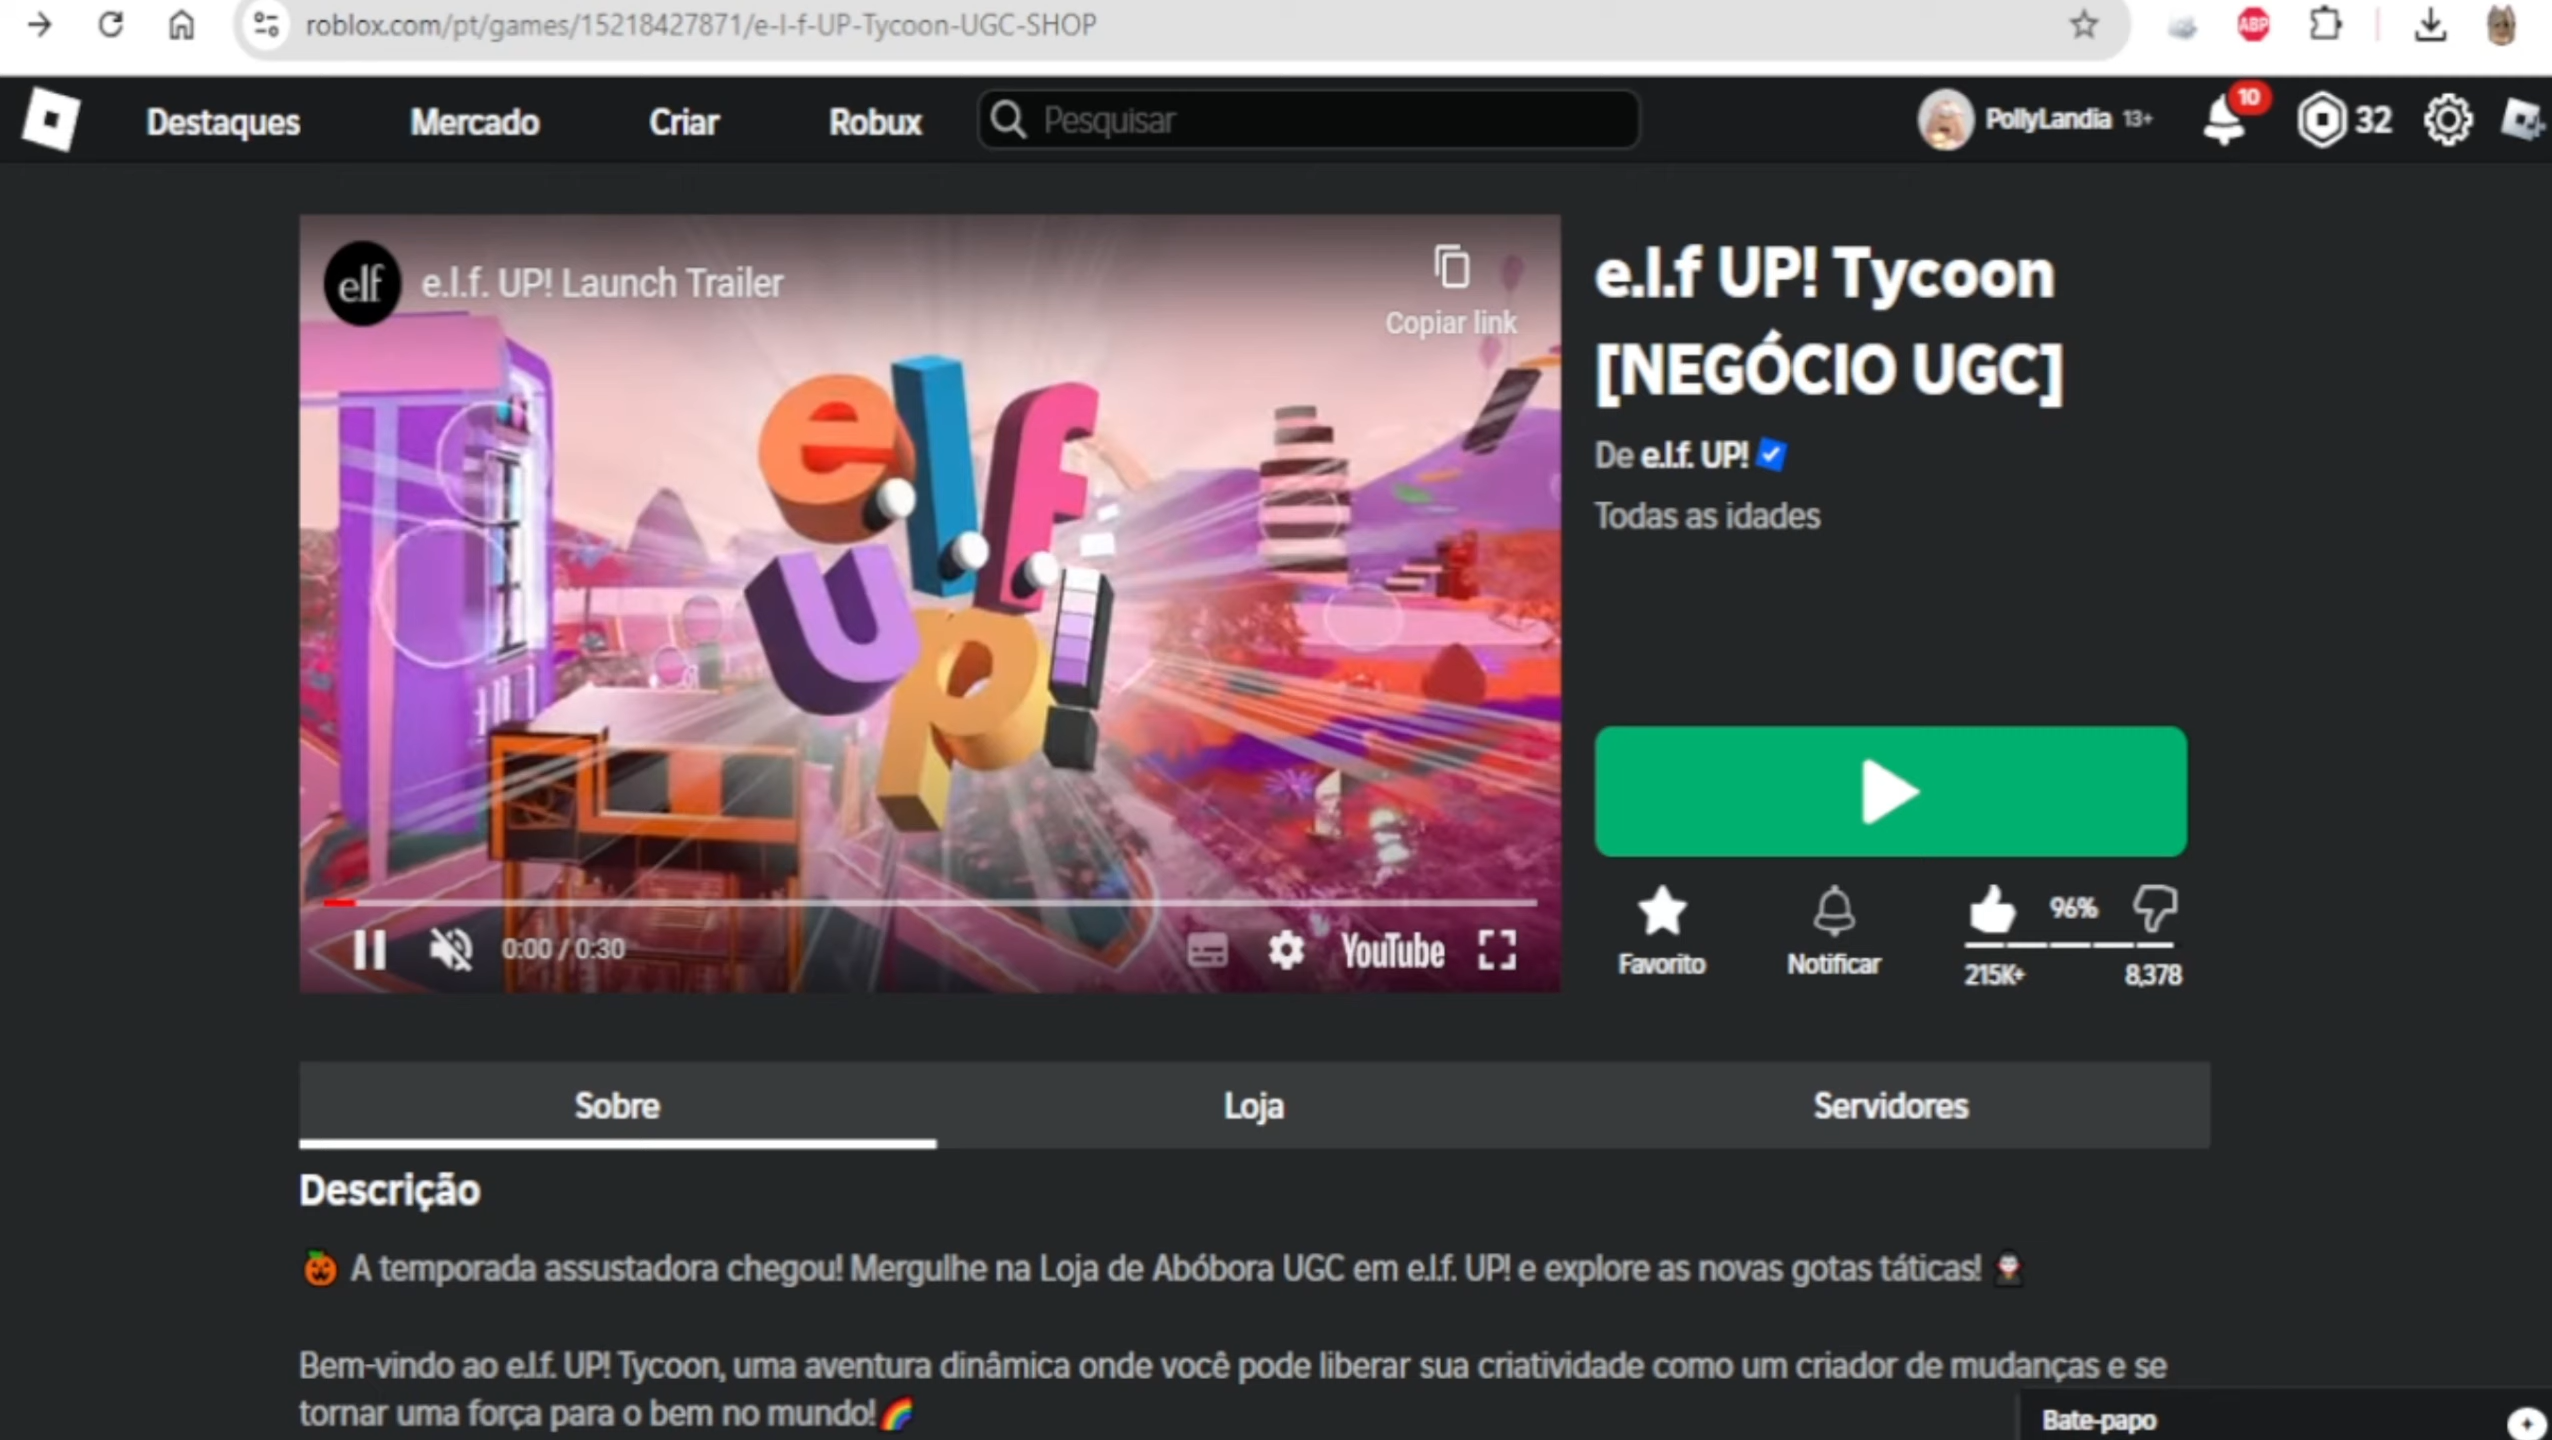 roblox.com/pt/games/15218427871/e-l-f-UP-Tycoon-UGC-SHOP
ABP
Destaques Mercado Criar Robux Pesquisar PollyLandia 13+ 10 32
elf e.l.f. UP! Launch Trailer
Copiar link
elf
up!
0:00 / 0:30 YouTube
e.l.f UP! Tycoon
[NEGÓCIO UGC]
De e.l.f. UP!
Todas as idades
96%
Favorito Notificar
215K+ 8,378
Sobre Loja Servidores
Descrição
🎃 A temporada assustadora chegou! Mergulhe na Loja de Abóbora UGC em e.l.f. UP! e explore as novas gotas táticas! 🧛
Bem-vindo ao e.l.f. UP! Tycoon, uma aventura dinâmica onde você pode liberar sua criatividade como um criador de mudanças e se
tornar uma força para o bem no mundo!🌈
Bate-papo